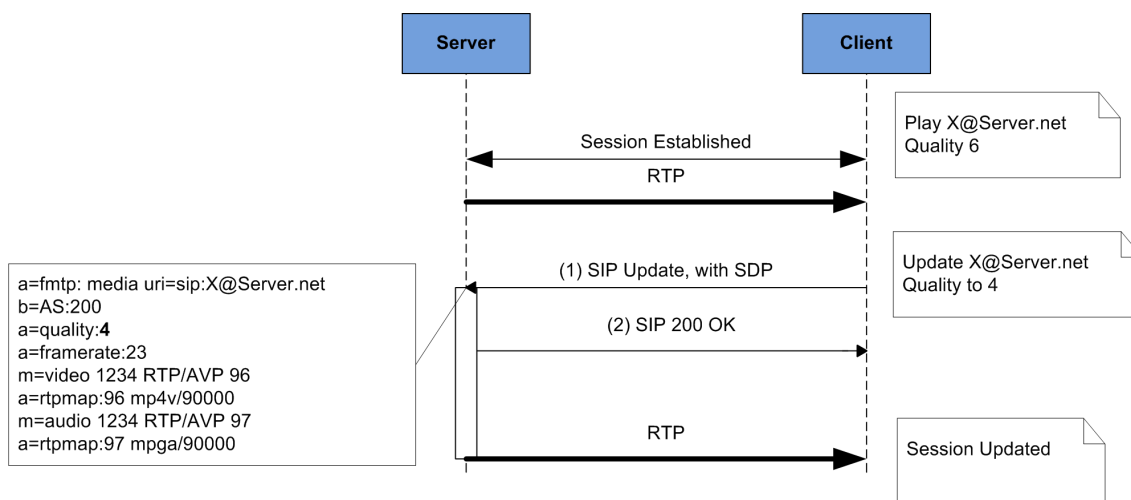 Server
Client
Play X@Server.net
Quality 6
Session Established
RTP
Update X@Server.net
Quality to 4
(1) SIP Update, with SDP
a=fmtp: media uri=sip:X@Server.net
b=AS:200
a=quality:4
a=framerate:23
m=video 1234 RTP/AVP 96
a=rtpmap:96 mp4v/90000
m=audio 1234 RTP/AVP 97
a=rtpmap:97 mpga/90000
(2) SIP 200 OK
RTP
Session Updated